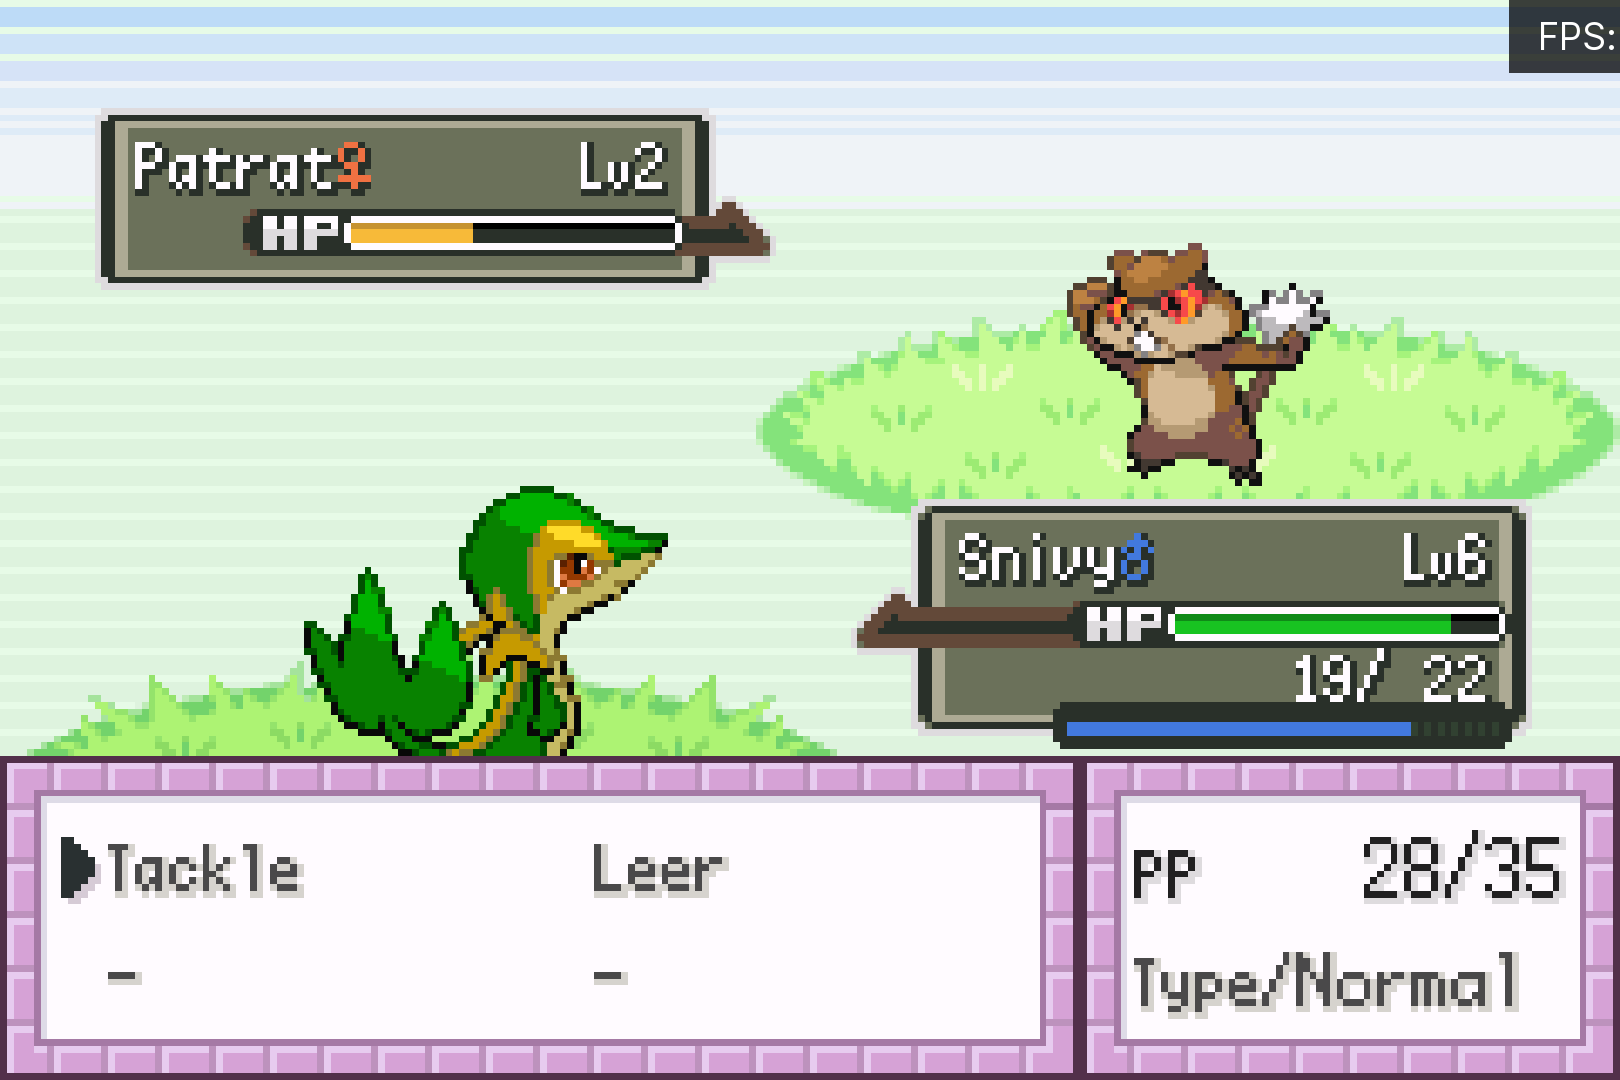 FPS:
Patrat♀ Lv2
HP
Snivy♂ Lv6
HP
19/ 22
Tackle Leer
- -
PP 28/35
Type/Normal